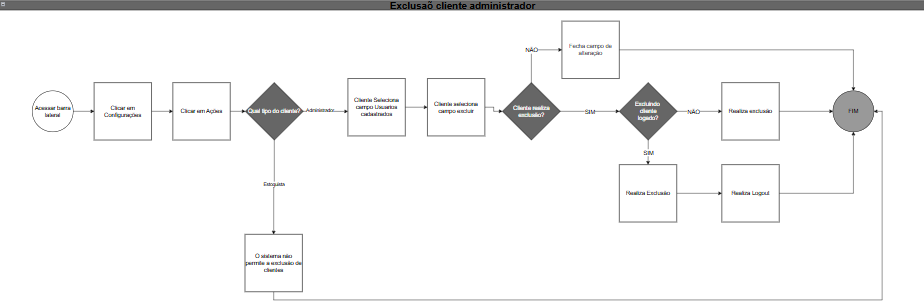 Exclusaõ cliente administrador
Acessar barra
lateral
Clicar em
Configurações
Clicar em Ações
Qual tipo do cliente?
Administrador
Cliente Seleciona
campo Usuarios
cadastrados
Cliente seleciona
campo excluir
Cliente realiza
exclusão?
NÃO
Fecha campo de
alteração
SIM
Excluindo
cliente
logado?
NÃO
Realiza exclusão
FIM
SIM
Realiza Exclusão
Realiza Logout
Estoquista
O sistema não
permite a exclusão de
clientes